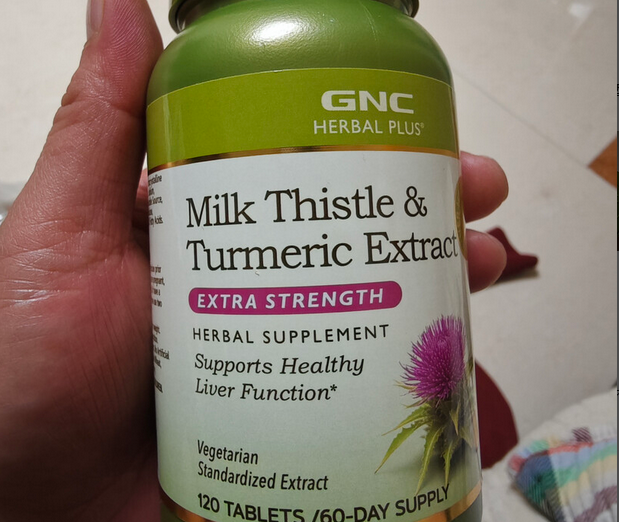 GNC
HERBAL PLUS®
Milk Thistle &
Turmeric Extract
EXTRA STRENGTH
HERBAL SUPPLEMENT
Supports Healthy
Liver Function*
Vegetarian
Standardized Extract
120 TABLETS /60-DAY SUPPLY